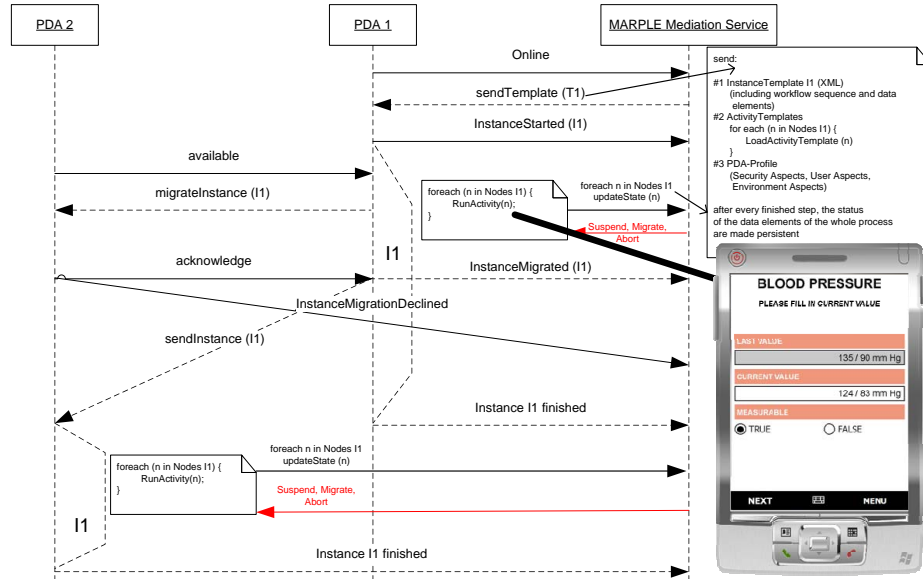 PDA 2
PDA 1
MARPLE Mediation Service
Online
sendTemplate (T1)
InstanceStarted (I1)
available
migrateInstance (I1)
foreach (n in Nodes I1) {
RunActivity(n);
}
foreach n in Nodes I1
updateState (n)
Suspend, Migrate,
Abort
send:
#1 InstanceTemplate I1 (XML)
(including workflow sequence and data
elements)
#2 ActivityTemplates
for each (n in Nodes I1) {
LoadActivityTemplate (n)
}
#3 PDA-Profile
(Security Aspects, User Aspects,
Environment Aspects)
after every finished step, the status
of the data elements of the whole process
are made persistent
I1
acknowledge
InstanceMigrated (I1)
InstanceMigrationDeclined
sendInstance (I1)
Instance I1 finished
foreach (n in Nodes I1) {
RunActivity(n);
}
foreach n in Nodes I1
updateState (n)
Suspend, Migrate,
Abort
I1
Instance I1 finished
BLOOD PRESSURE
PLEASE FILL IN CURRENT VALUE
LAST VALUE
135 / 90 mm Hg
CURRENT VALUE
124 / 83 mm Hg
MEASURABLE
TRUE FALSE
NEXT MENU